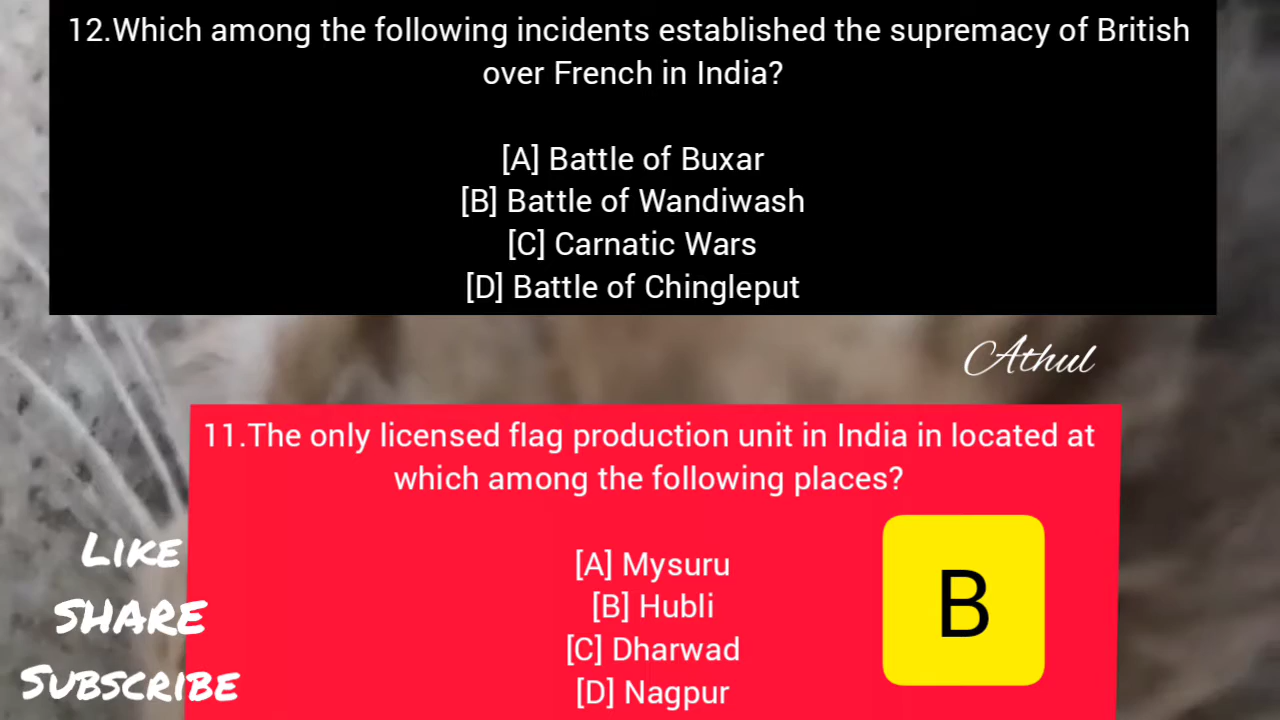 12.Which among the following incidents established the supremacy of British
over French in India?
[A] Battle of Buxar
[B] Battle of Wandiwash
[C] Carnatic Wars
[D] Battle of Chingleput
Athul
11.The only licensed flag production unit in India in located at
which among the following places?
[A] Mysuru
[B] Hubli
[C] Dharwad
[D] Nagpur
B
LIKE
SHARE
SUBSCRIBE